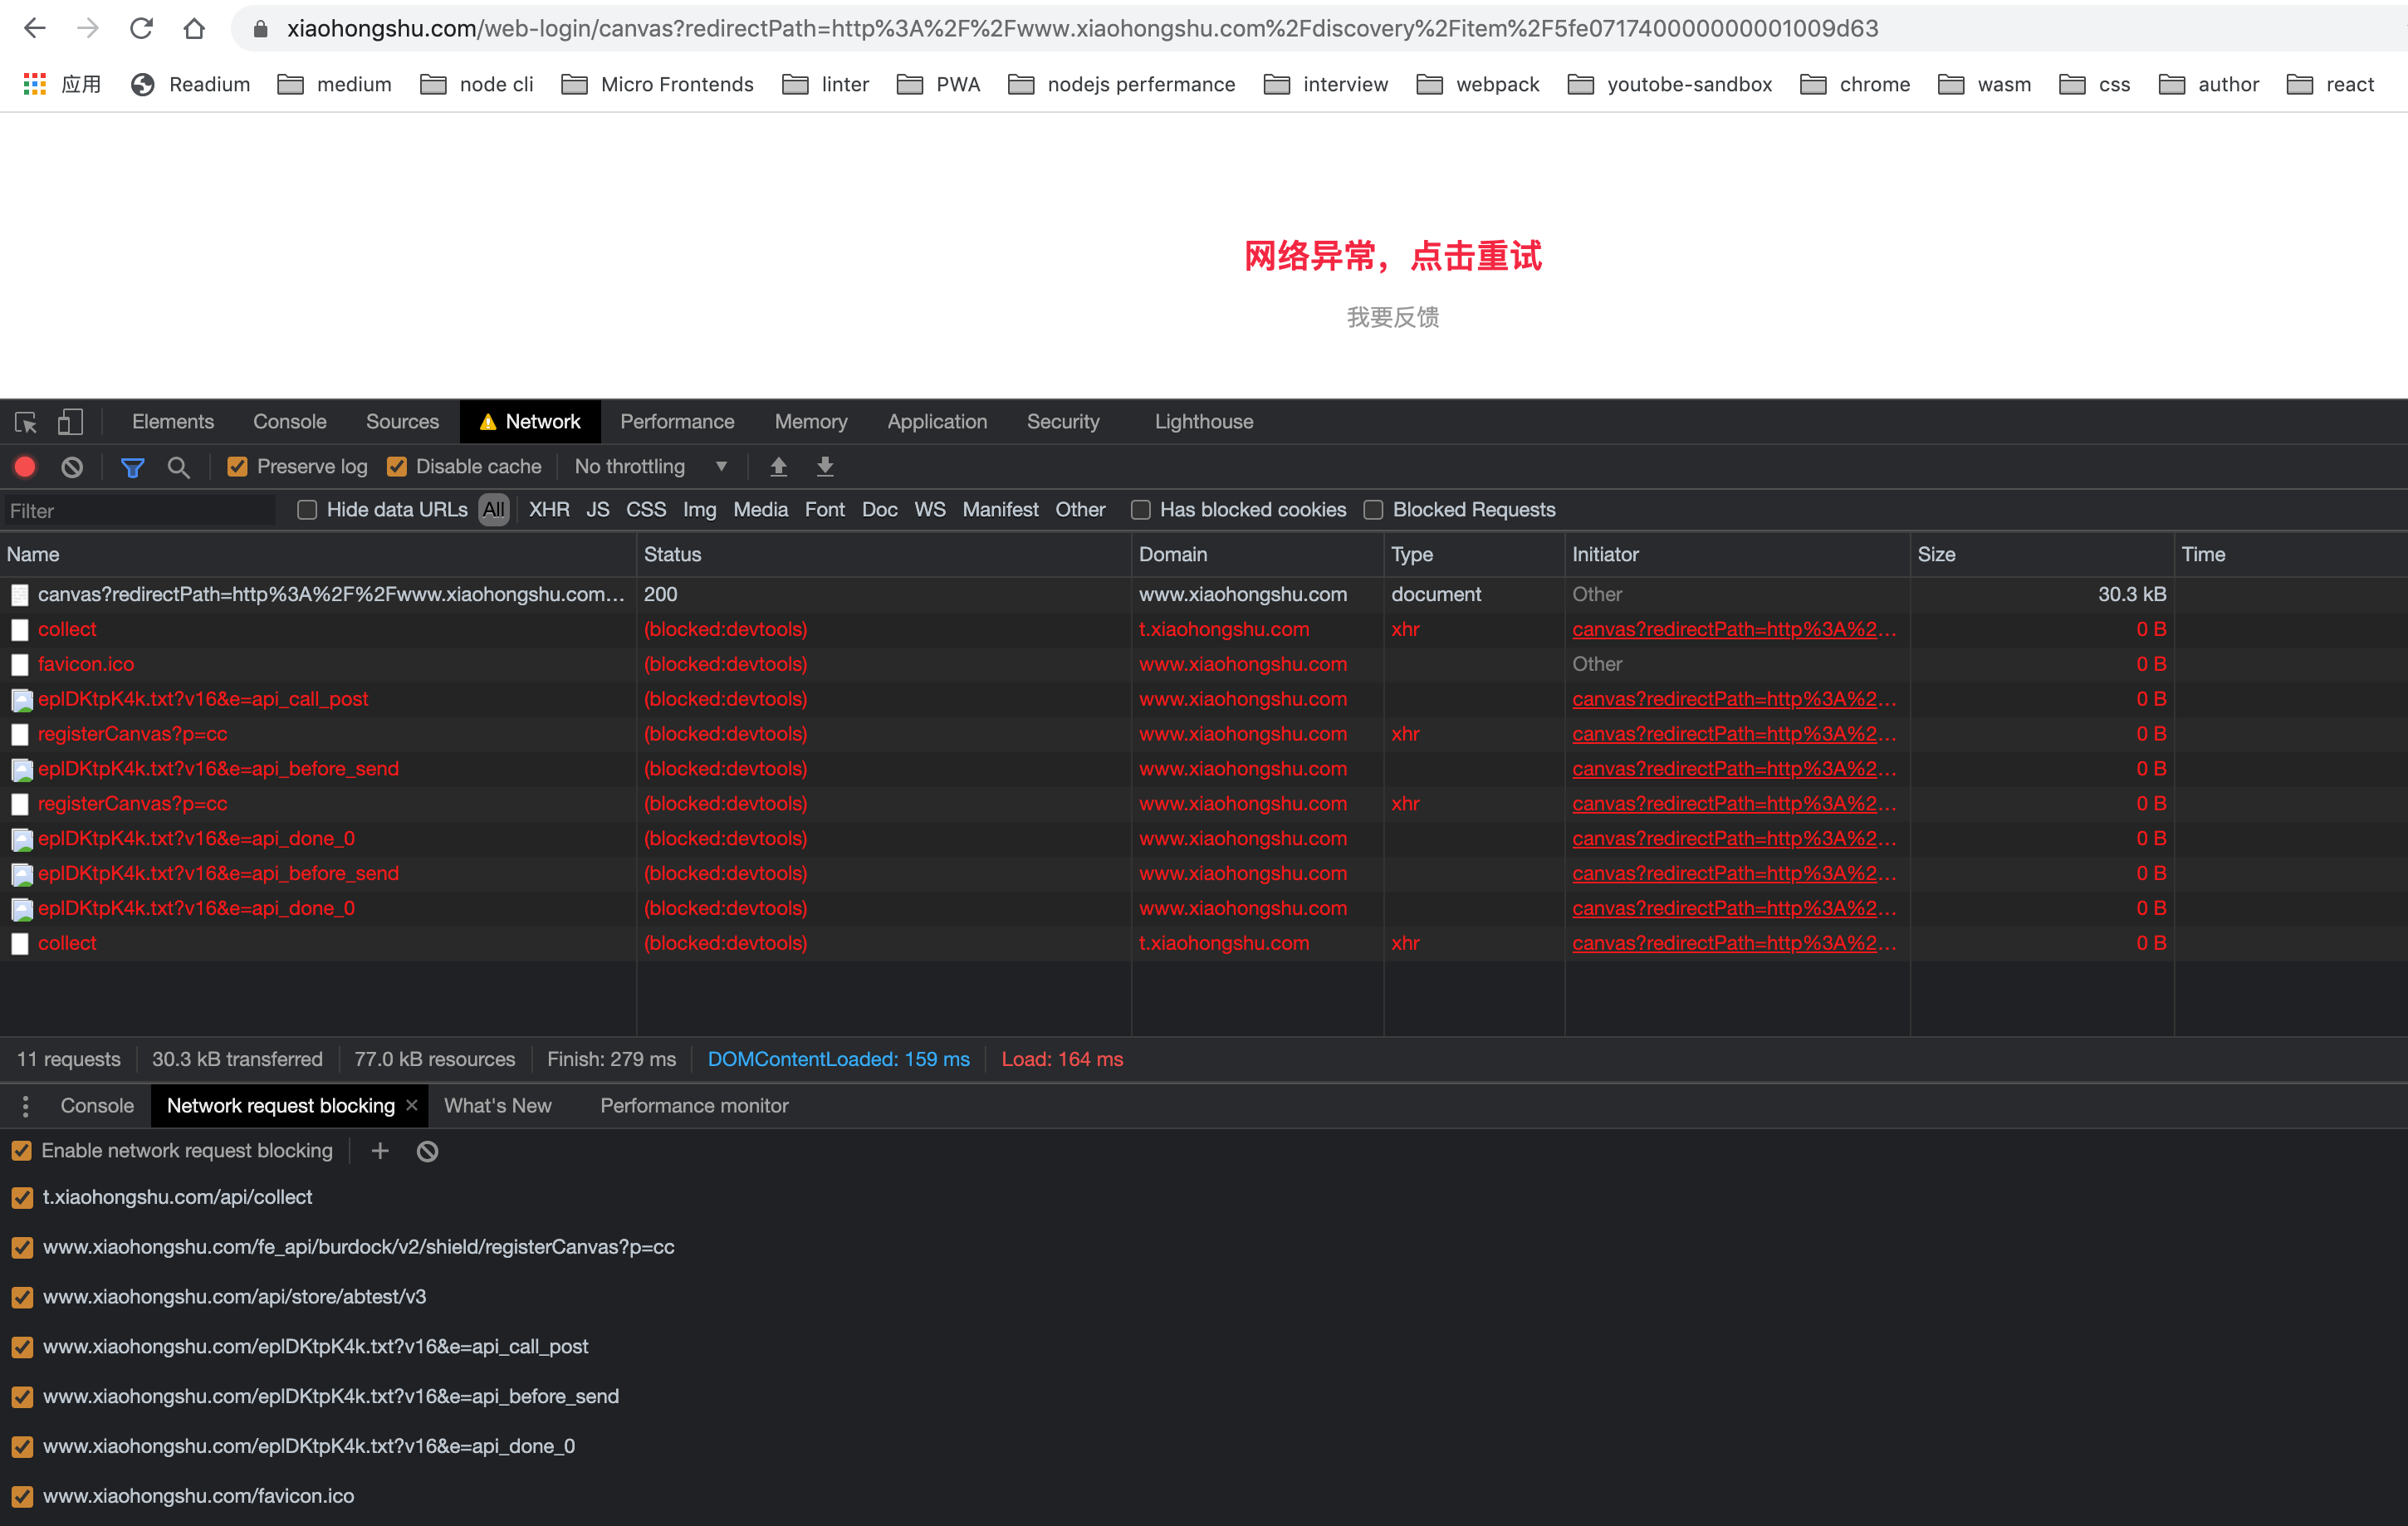 xiaohongshu.com/web-login/canvas?redirectPath=http%3A%2F%2Fwww.xiaohongshu.com%2Fdiscovery%2Fitem%2F5fe071740000000001009d63
应用 Readium medium node cli Micro Frontends linter PWA nodejs perfermance interview webpack youtobe-sandbox chrome wasm css author react
网络异常，点击重试
我要反馈
Elements Console Sources Network Performance Memory Application Security Lighthouse
Preserve log Disable cache No throttling
Filter Hide data URLs All XHR JS CSS Img Media Font Doc WS Manifest Other Has blocked cookies Blocked Requests
Name Status Domain Type Initiator Size Time
canvas?redirectPath=http%3A%2F%2Fwww.xiaohongshu.com... 200 www.xiaohongshu.com document Other 30.3 kB
collect (blocked:devtools) t.xiaohongshu.com xhr canvas?redirectPath=http%3A%2... 0 B
favicon.ico (blocked:devtools) www.xiaohongshu.com Other 0 B
eplDKtpK4k.txt?v16&e=api_call_post (blocked:devtools) www.xiaohongshu.com canvas?redirectPath=http%3A%2... 0 B
registerCanvas?p=cc (blocked:devtools) www.xiaohongshu.com xhr canvas?redirectPath=http%3A%2... 0 B
eplDKtpK4k.txt?v16&e=api_before_send (blocked:devtools) www.xiaohongshu.com canvas?redirectPath=http%3A%2... 0 B
registerCanvas?p=cc (blocked:devtools) www.xiaohongshu.com xhr canvas?redirectPath=http%3A%2... 0 B
eplDKtpK4k.txt?v16&e=api_done_0 (blocked:devtools) www.xiaohongshu.com canvas?redirectPath=http%3A%2... 0 B
eplDKtpK4k.txt?v16&e=api_before_send (blocked:devtools) www.xiaohongshu.com canvas?redirectPath=http%3A%2... 0 B
eplDKtpK4k.txt?v16&e=api_done_0 (blocked:devtools) www.xiaohongshu.com canvas?redirectPath=http%3A%2... 0 B
collect (blocked:devtools) t.xiaohongshu.com xhr canvas?redirectPath=http%3A%2... 0 B
11 requests 30.3 kB transferred 77.0 kB resources Finish: 279 ms DOMContentLoaded: 159 ms Load: 164 ms
Console Network request blocking What's New Performance monitor
Enable network request blocking
t.xiaohongshu.com/api/collect
www.xiaohongshu.com/fe_api/burdock/v2/shield/registerCanvas?p=cc
www.xiaohongshu.com/api/store/abtest/v3
www.xiaohongshu.com/eplDKtpK4k.txt?v16&e=api_call_post
www.xiaohongshu.com/eplDKtpK4k.txt?v16&e=api_before_send
www.xiaohongshu.com/eplDKtpK4k.txt?v16&e=api_done_0
www.xiaohongshu.com/favicon.ico